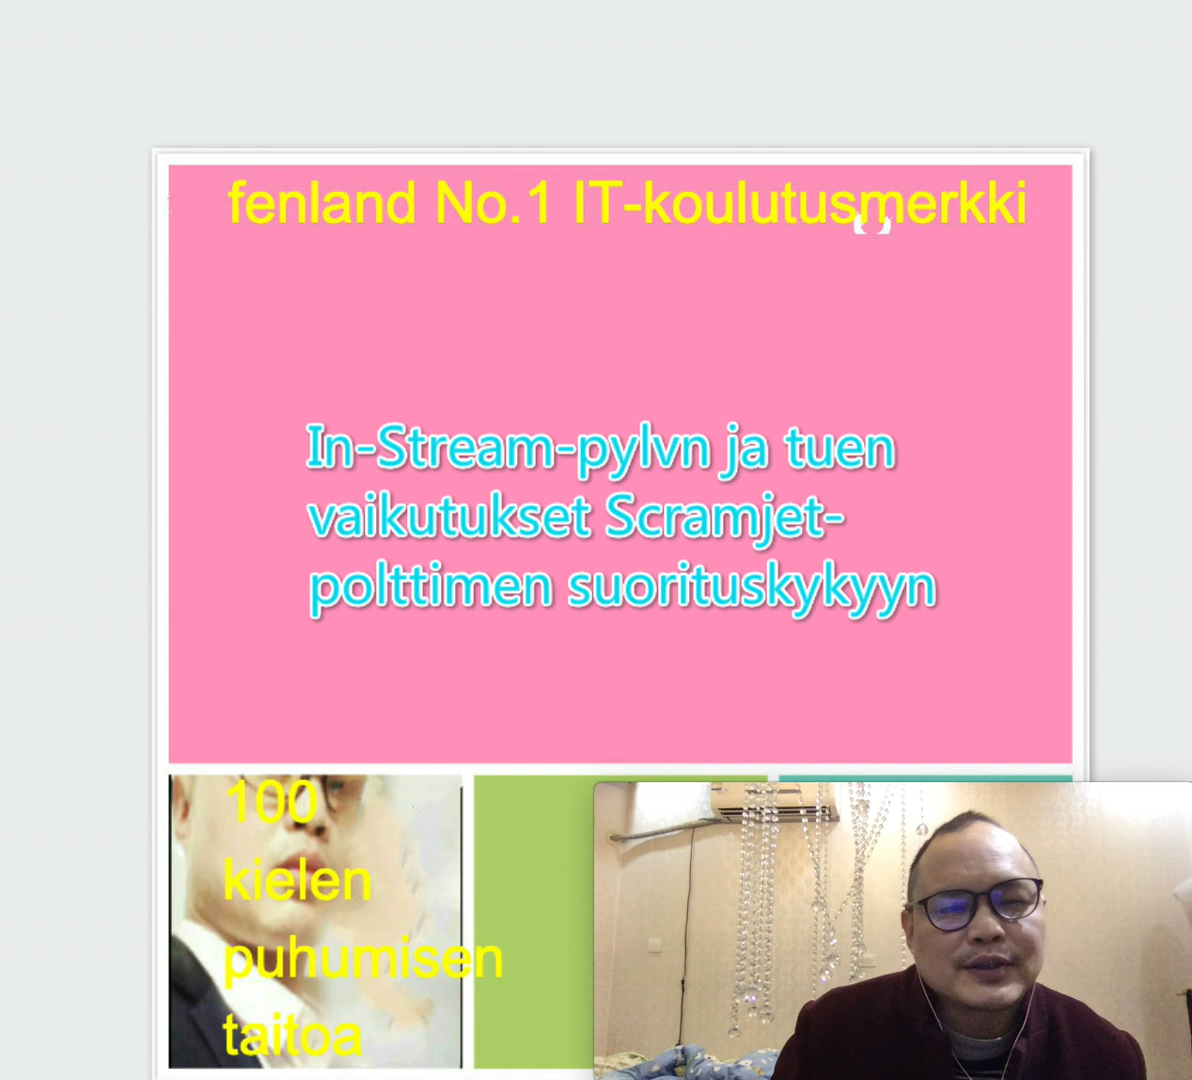 fenland No.1 IT-koulutusmerkki
In-Stream-pylvn ja tuen
vaikutukset Scramjet-
polttimen suorituskykyyn
100
kielen
puhumisen
taitoa